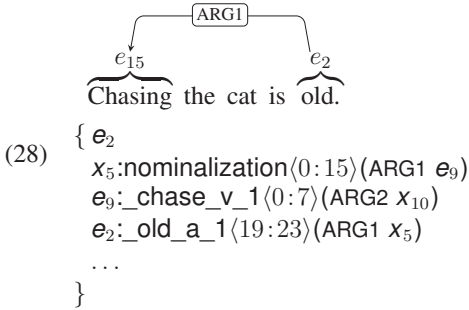 ARG1
e₁₅ e₂
Chasing the cat is old.
(28)
{ e₂
x₅:nominalization⟨0:15⟩(ARG1 e₉)
e₉:_chase_v_1⟨0:7⟩(ARG2 x₁₀)
e₂:_old_a_1⟨19:23⟩(ARG1 x₅)
...
}